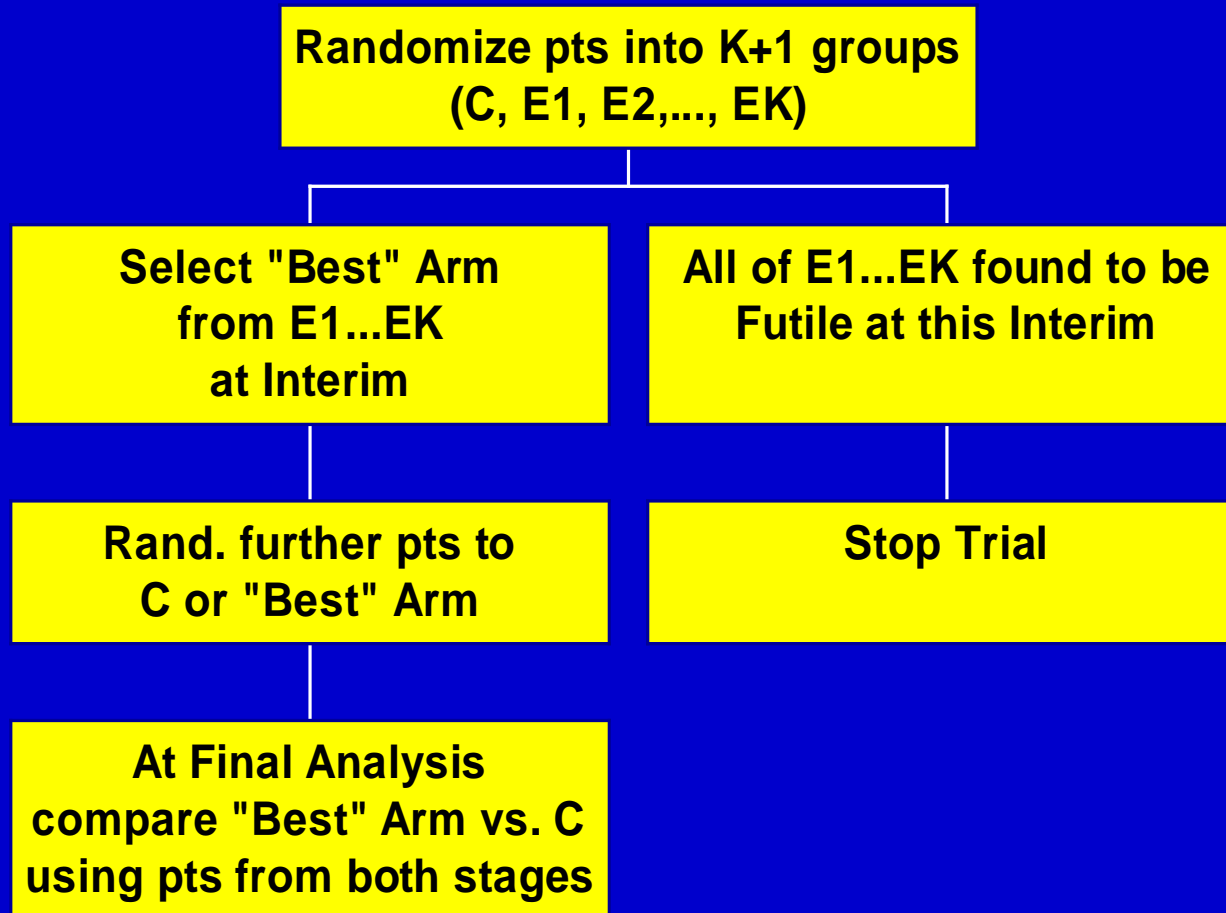 Randomize pts into K+1 groups
(C, E1, E2,..., EK)
Select "Best" Arm
from E1...EK
at Interim
All of E1...EK found to be
Futile at this Interim
Rand. further pts to
C or "Best" Arm
Stop Trial
At Final Analysis
compare "Best" Arm vs. C
using pts from both stages